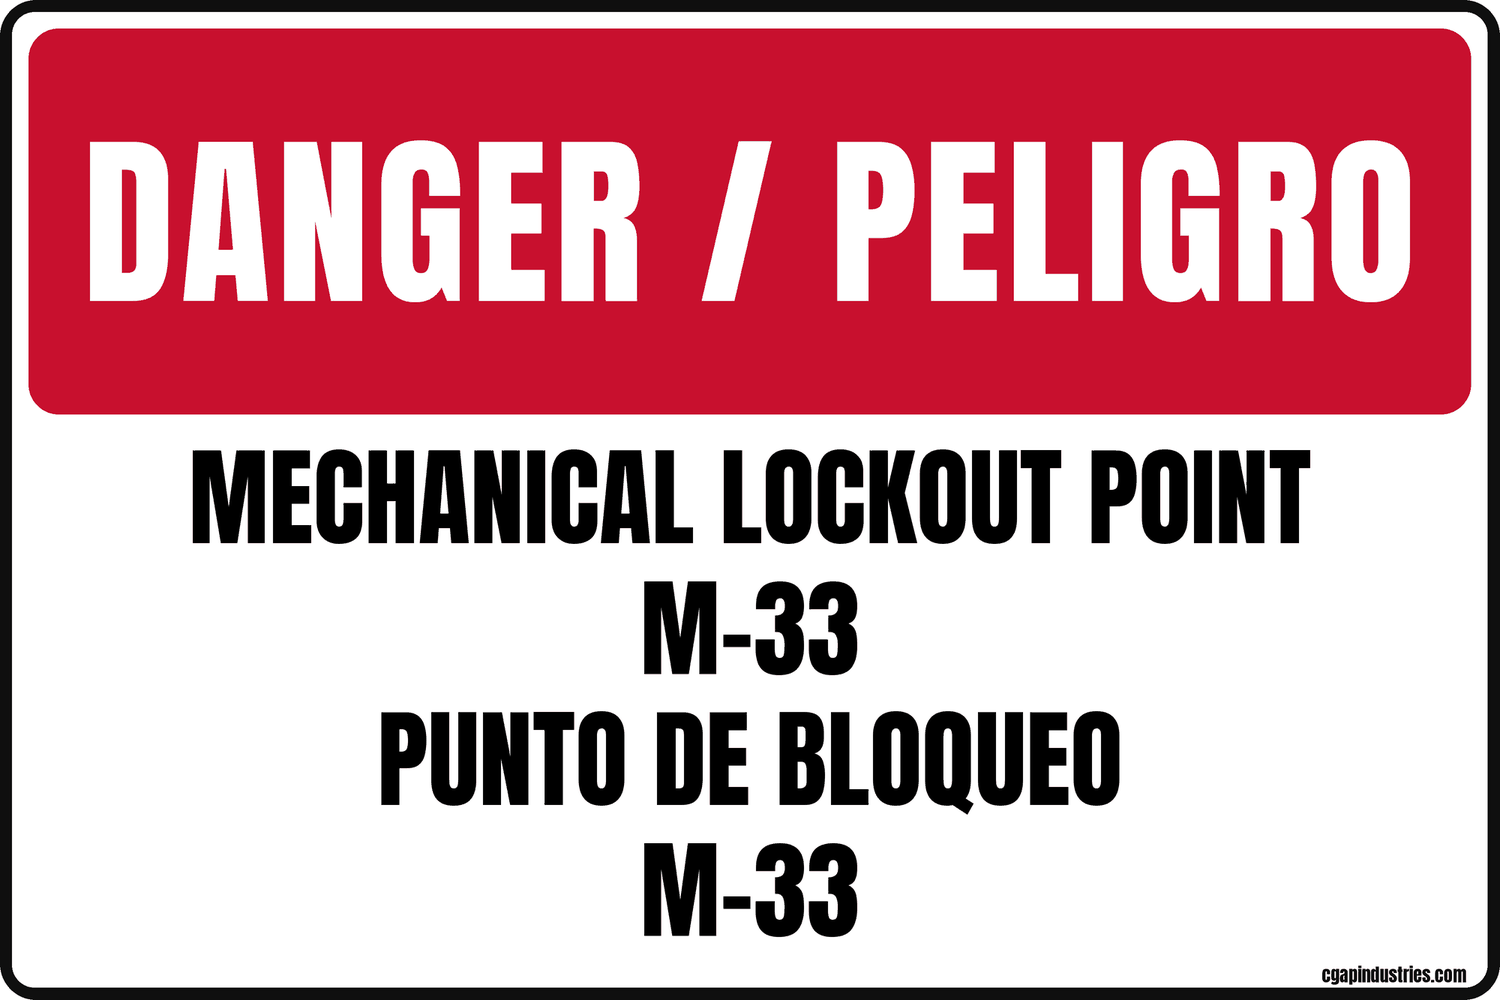 DANGER / PELIGRO
MECHANICAL LOCKOUT POINT
M-33
PUNTO DE BLOQUEO
M-33
cgapindustries.com